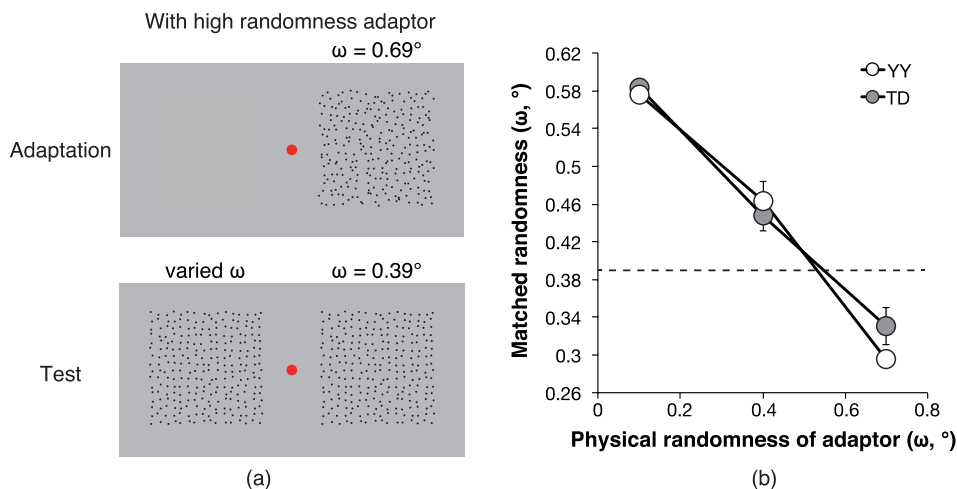 With high randomness adaptor
ω = 0.69°
Adaptation
varied ω
ω = 0.39°
Test
(a)
Matched randomness (ω, °)
0.62
0.58
0.54
0.5
0.46
0.42
0.38
0.34
0.3
0.26
YY
TD
0
0.2
0.4
0.6
0.8
Physical randomness of adaptor (ω, °)
(b)